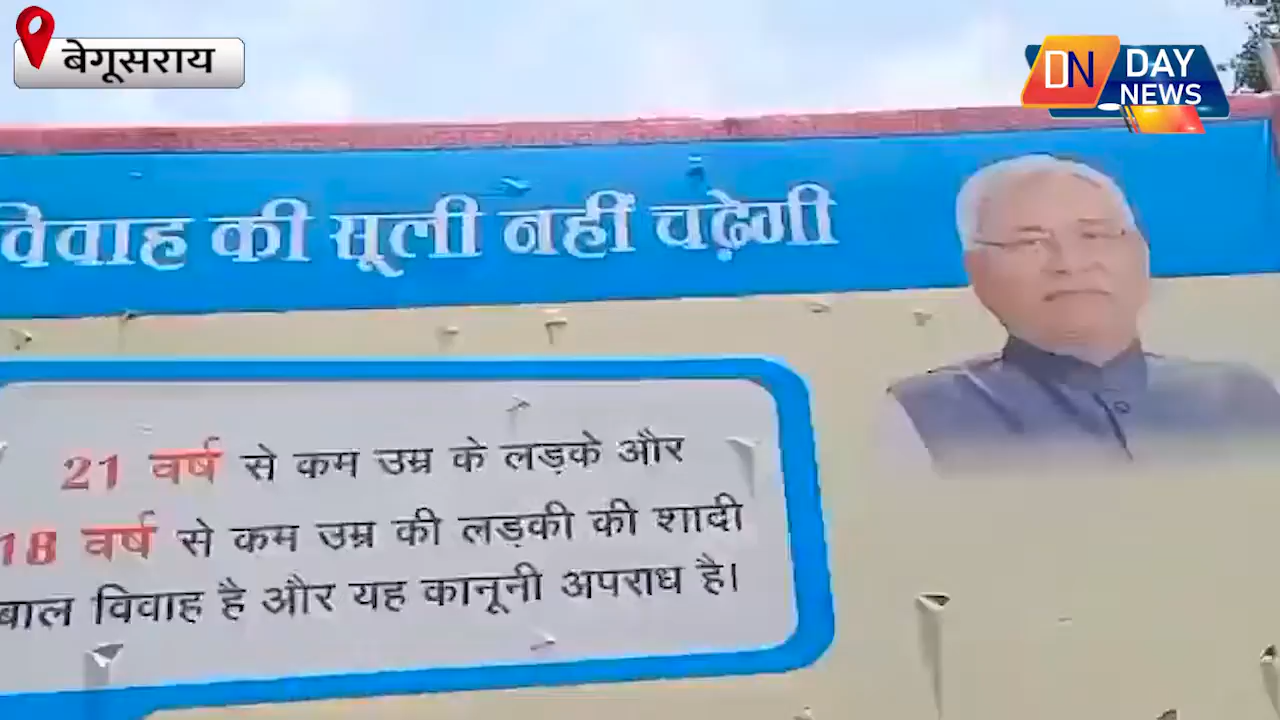 बेगूसराय
DN DAY
NEWS
विवाह की सूली नहीं चढ़ेगी
21 वर्ष से कम उम्र के लड़के और
18 वर्ष से कम उम्र की लड़की की शादी
बाल विवाह है और यह कानूनी अपराध है।